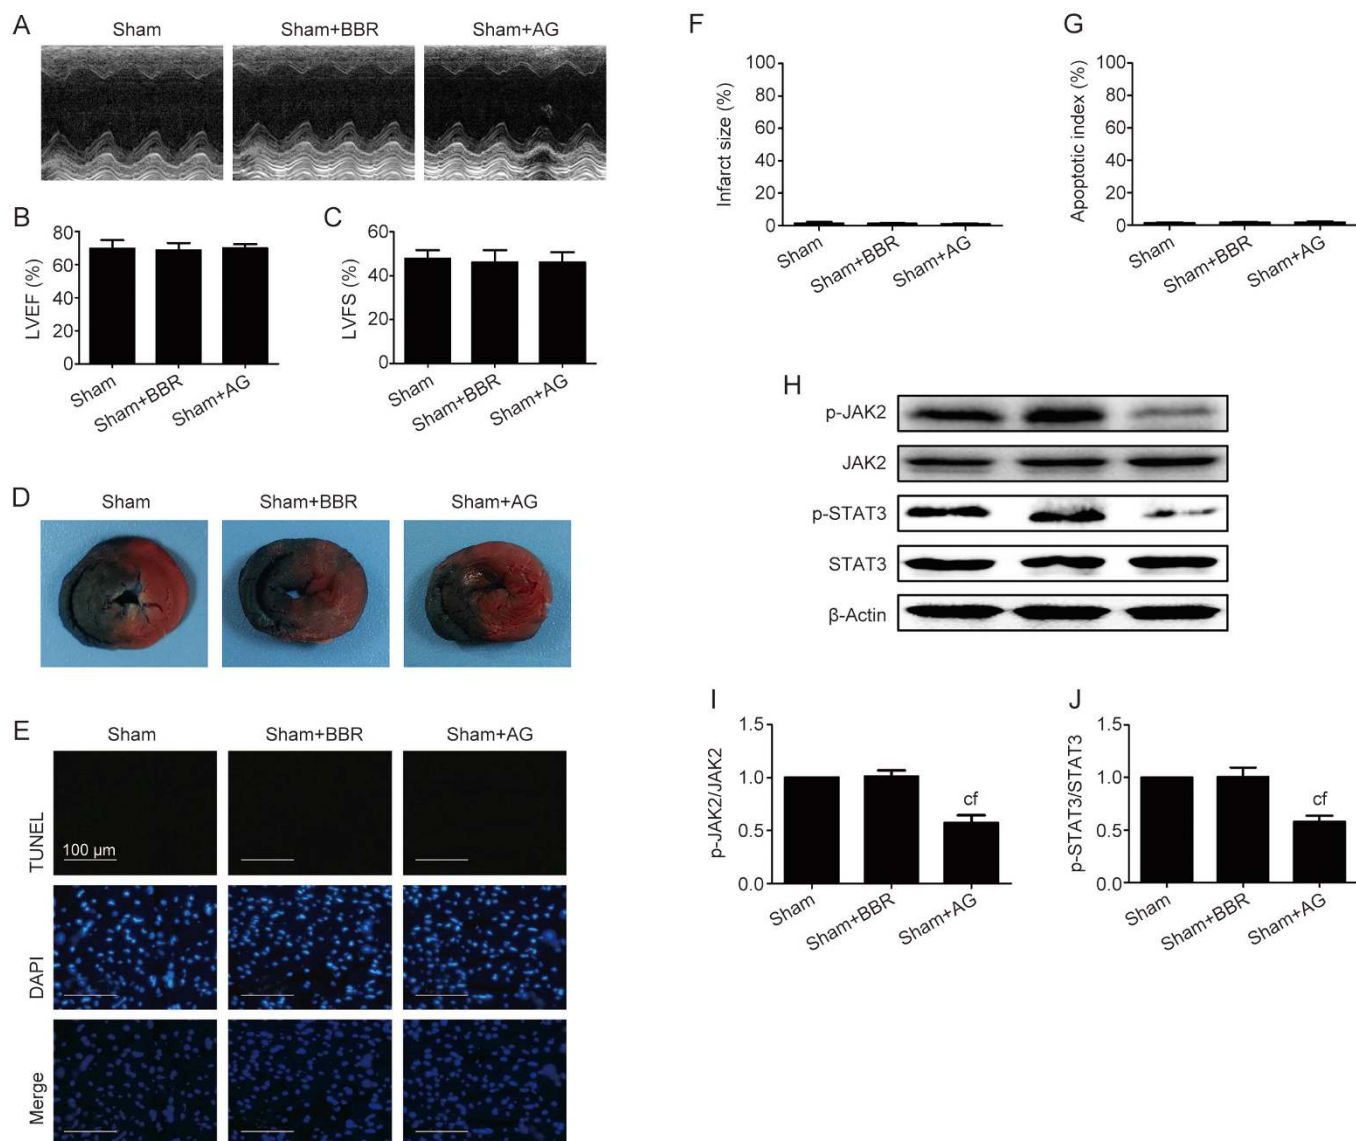 A
Sham
Sham+BBR
Sham+AG
B
LVEF (%)
80
60
40
20
0
Sham
Sham+BBR
Sham+AG
C
LVFS (%)
60
40
20
0
Sham
Sham+BBR
Sham+AG
D
Sham
Sham+BBR
Sham+AG
E
Sham
Sham+BBR
Sham+AG
TUNEL
100 μm
DAPI
Merge
F
Infarct size (%)
100
80
60
40
20
0
Sham
Sham+BBR
Sham+AG
G
Apoptotic index (%)
100
80
60
40
20
0
Sham
Sham+BBR
Sham+AG
H
p-JAK2
JAK2
p-STAT3
STAT3
β-Actin
I
p-JAK2/JAK2
1.5
1.0
0.5
0.0
cf
Sham
Sham+BBR
Sham+AG
J
p-STAT3/STAT3
1.5
1.0
0.5
0.0
cf
Sham
Sham+BBR
Sham+AG